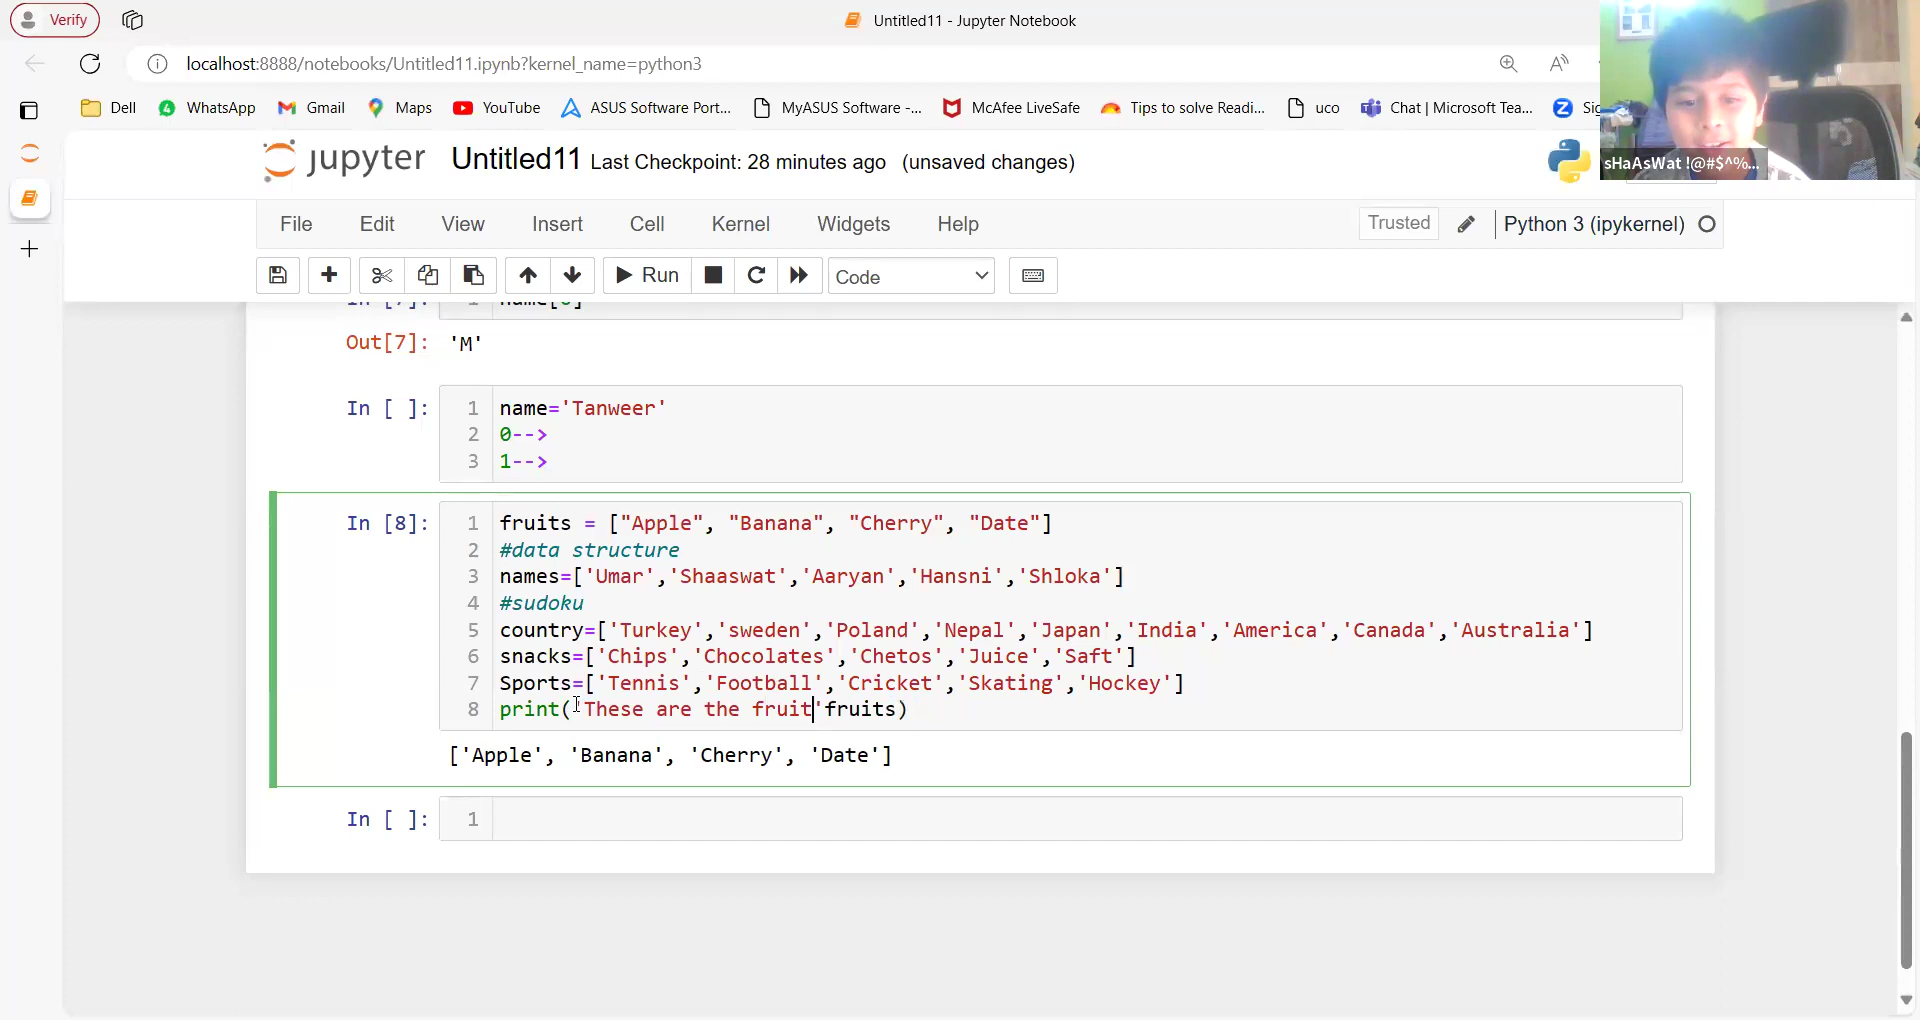 Verify
Untitled11 - Jupyter Notebook
localhost:8888/notebooks/Untitled11.ipynb?kernel_name=python3
Dell WhatsApp Gmail Maps YouTube ASUS Software Port... MyASUS Software -... McAfee LiveSafe Tips to solve Readi... uco Chat | Microsoft Tea... Sig
sHaAsWat !@#$^%...
jupyter Untitled11 Last Checkpoint: 28 minutes ago (unsaved changes)
File Edit View Insert Cell Kernel Widgets Help Trusted Python 3 (ipykernel)
Run Code
Out[7]: 'M'
In [ ]: 1 name='Tanweer'
2 0-->
3 1-->
In [8]: 1 fruits = ["Apple", "Banana", "Cherry", "Date"]
2 #data structure
3 names=['Umar','Shaaswat','Aaryan','Hansni','Shloka']
4 #sudoku
5 country=['Turkey','sweden','Poland','Nepal','Japan','India','America','Canada','Australia']
6 snacks=['Chips','Chocolates','Chetos','Juice','Saft']
7 Sports=['Tennis','Football','Cricket','Skating','Hockey']
8 print('These are the fruit'fruits)
['Apple', 'Banana', 'Cherry', 'Date']
In [ ]: 1